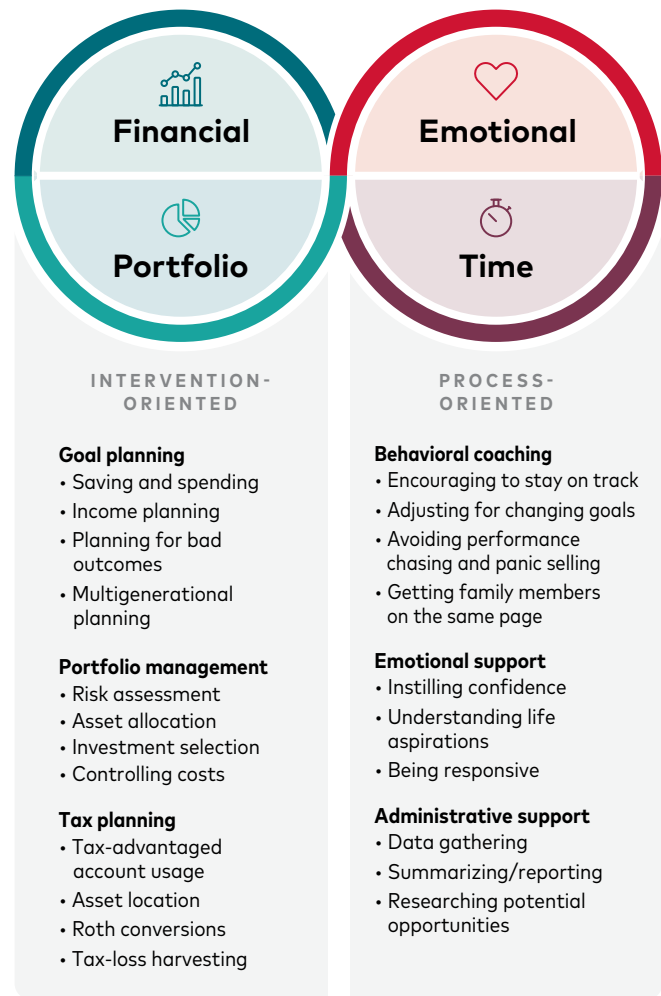 Financial
Portfolio
Emotional
Time
INTERVENTION-
ORIENTED
Goal planning
• Saving and spending
• Income planning
• Planning for bad
outcomes
• Multigenerational
planning
Portfolio management
• Risk assessment
• Asset allocation
• Investment selection
• Controlling costs
Tax planning
• Tax-advantaged
account usage
• Asset location
• Roth conversions
• Tax-loss harvesting
PROCESS-
ORIENTED
Behavioral coaching
• Encouraging to stay on track
• Adjusting for changing goals
• Avoiding performance
chasing and panic selling
• Getting family members
on the same page
Emotional support
• Instilling confidence
• Understanding life
aspirations
• Being responsive
Administrative support
• Data gathering
• Summarizing/reporting
• Researching potential
opportunities